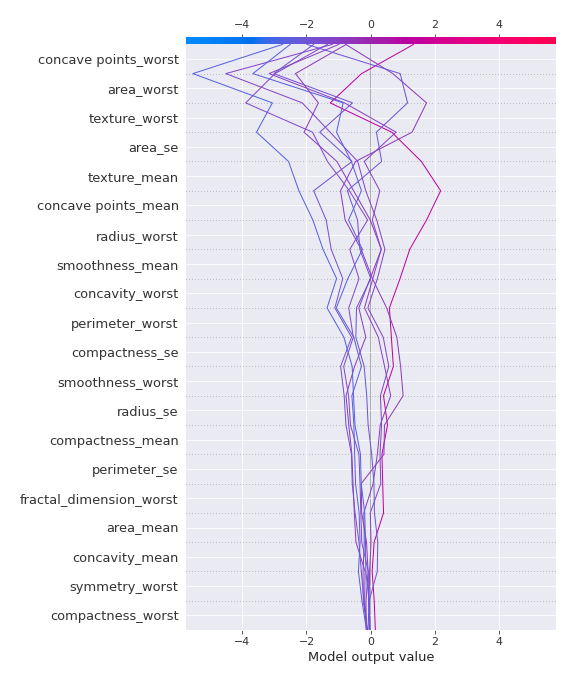 −4 −2 0 2 4
concave points_worst
area_worst
texture_worst
area_se
texture_mean
concave points_mean
radius_worst
smoothness_mean
concavity_worst
perimeter_worst
compactness_se
smoothness_worst
radius_se
compactness_mean
perimeter_se
fractal_dimension_worst
area_mean
concavity_mean
symmetry_worst
compactness_worst
−4 −2 0 2 4
Model output value